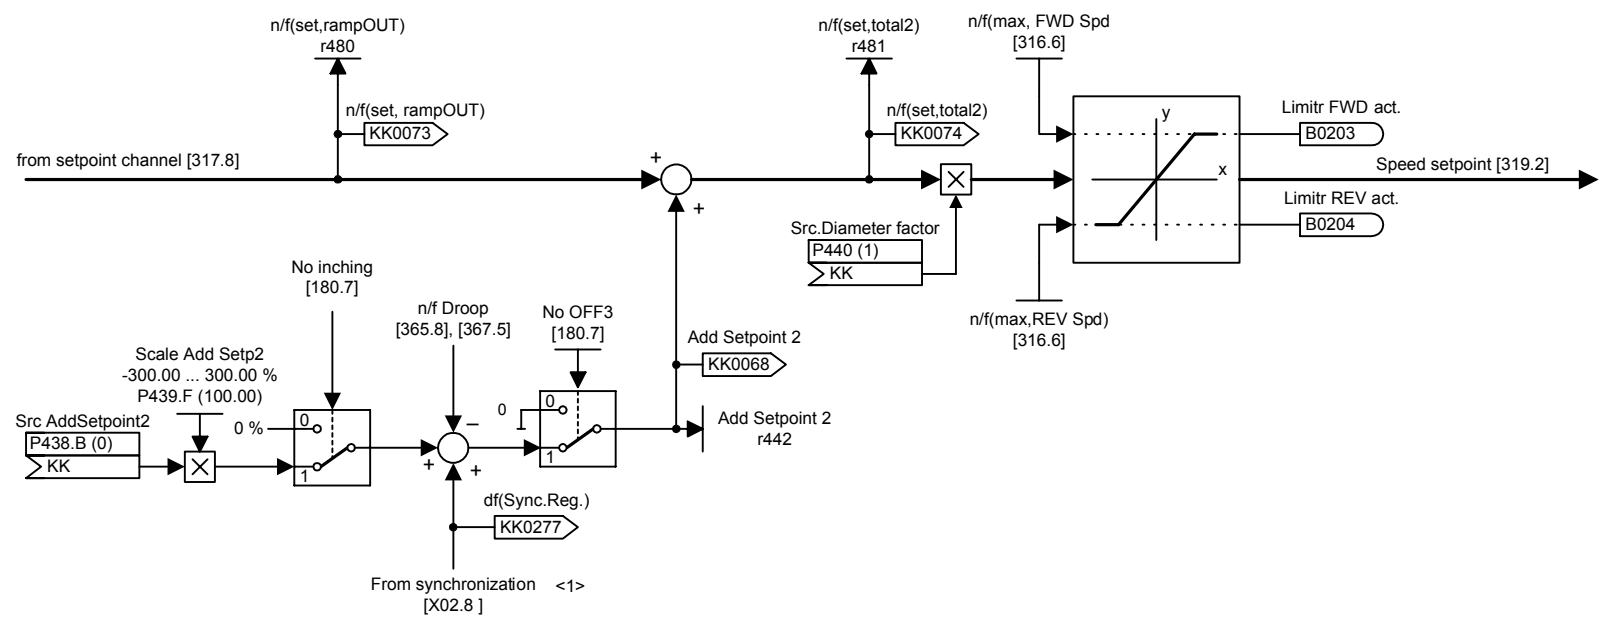 n/f(set,rampOUT)
r480
n/f(set, rampOUT)
KK0073
from setpoint channel [317.8]
+
+
n/f(set,total2)
r481
n/f(set,total2)
KK0074
n/f(max, FWD Spd
[316.6]
y
x
Limitr FWD act.
B0203
Speed setpoint [319.2]
Limitr REV act.
B0204
Src.Diameter factor
P440 (1)
KK
n/f(max,REV Spd)
[316.6]
No inching
[180.7]
n/f Droop
[365.8], [367.5]
No OFF3
[180.7]
Add Setpoint 2
KK0068
Scale Add Setp2
-300.00 ... 300.00 %
P439.F (100.00)
Src AddSetpoint2
P438.B (0)
KK
0 %
0
1
–
+
+
0
0
1
Add Setpoint 2
r442
df(Sync.Reg.)
KK0277
From synchronization <1>
[X02.8 ]